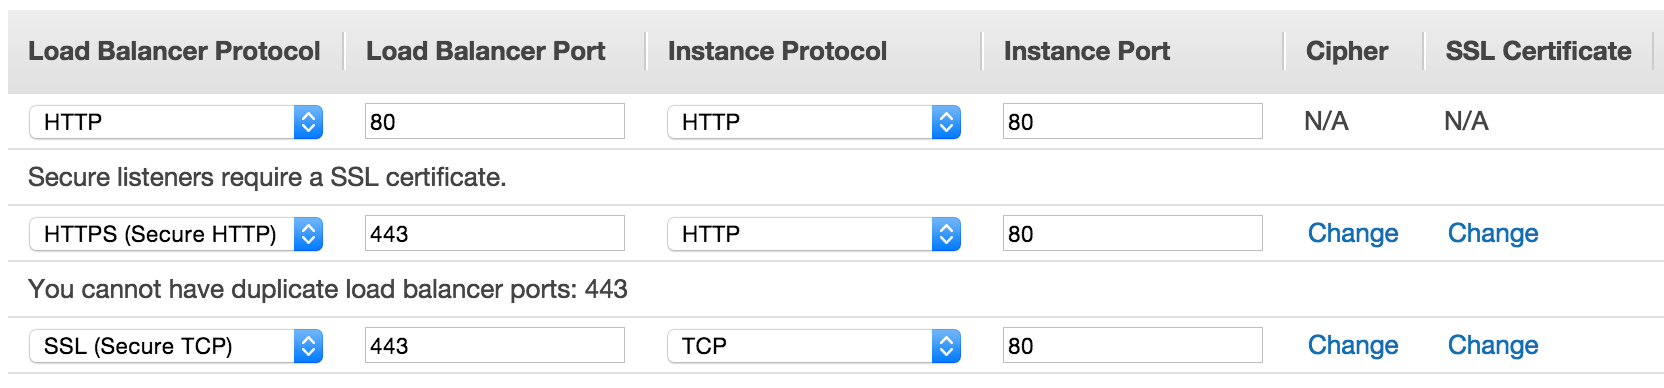 Load Balancer Protocol Load Balancer Port Instance Protocol Instance Port Cipher SSL Certificate
HTTP 80 HTTP 80 N/A N/A
Secure listeners require a SSL certificate.
HTTPS (Secure HTTP) 443 HTTP 80 Change Change
You cannot have duplicate load balancer ports: 443
SSL (Secure TCP) 443 TCP 80 Change Change